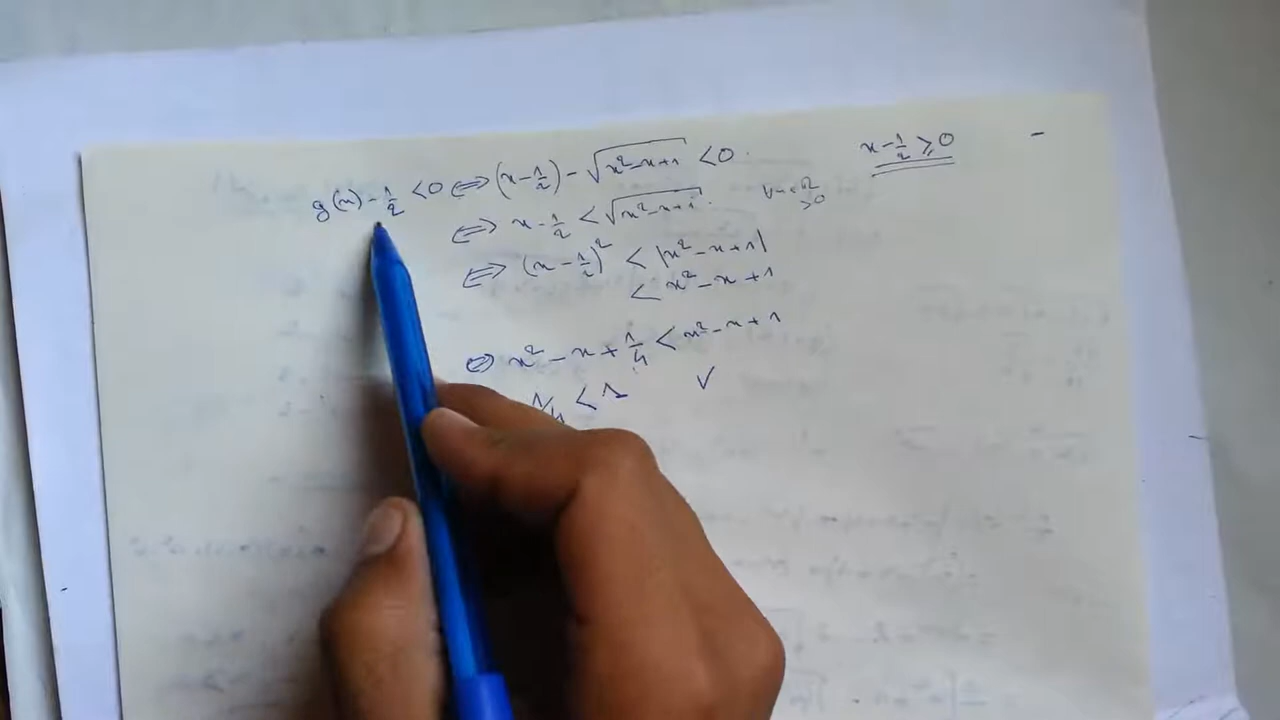 g(x) - 1/2 < 0 ⟺ (x - 1/2) - √(x² - x + 1) < 0.
x - 1/2 ≥ 0
⟺ x - 1/2 < √(x² - x + 1).
> 0
⟺ (x - 1/2)² < |x² - x + 1|
< x² - x + 1
⟺ x² - x + 1/4 < x² - x + 1
1/4 < 1 ✓